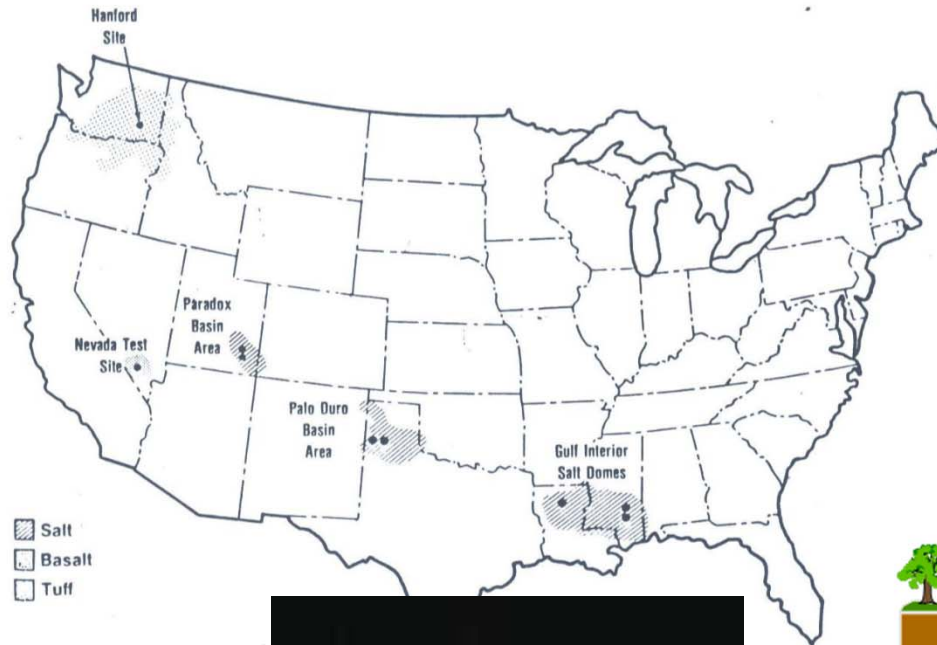 Hanford
Site
Paradox
Basin
Area
Nevada Test
Site
Palo Duro
Basin
Area
Gulf Interior
Salt Domes
Salt
Basalt
Tuff